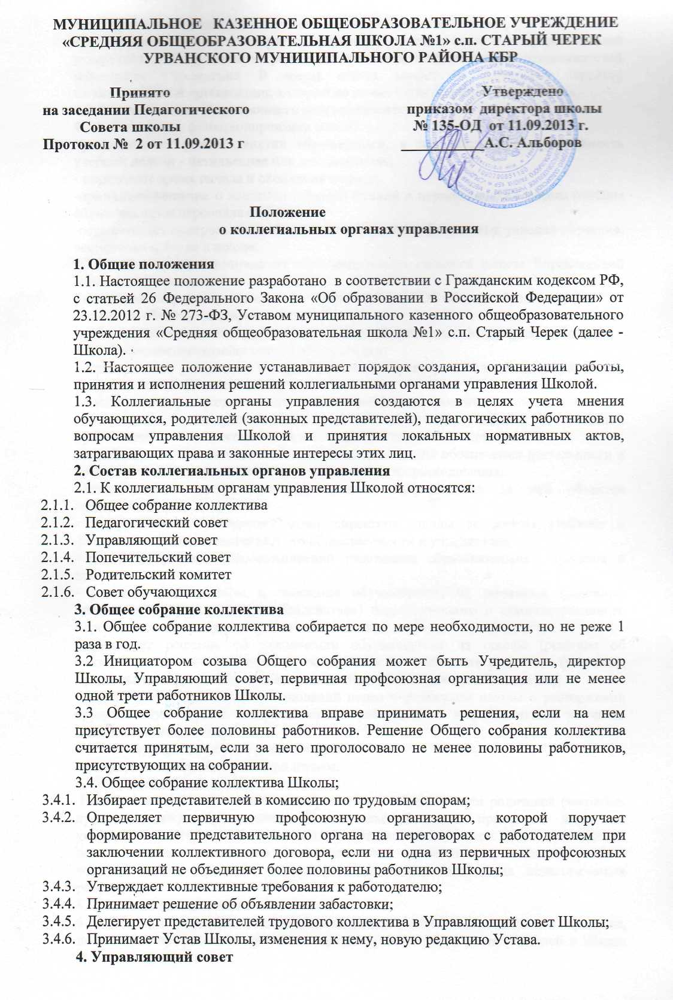 МУНИЦИПАЛЬНОЕ КАЗЕННОЕ ОБЩЕОБРАЗОВАТЕЛЬНОЕ УЧРЕЖДЕНИЕ
«СРЕДНЯЯ ОБЩЕОБРАЗОВАТЕЛЬНАЯ ШКОЛА №1» с.п. СТАРЫЙ ЧЕРЕК
УРВАНСКОГО МУНИЦИПАЛЬНОГО РАЙОНА КБР
Принято Утверждено
на заседании Педагогического приказом директора школы
Совета школы № 135-ОД от 11.09.2013 г.
Протокол № 2 от 11.09.2013 г ___________А.С. Альборов
Положение
о коллегиальных органах управления
1. Общие положения
1.1. Настоящее положение разработано в соответствии с Гражданским кодексом РФ,
с статьей 26 Федерального Закона «Об образовании в Российской Федерации» от
23.12.2012 г. № 273-ФЗ, Уставом муниципального казенного общеобразовательного
учреждения «Средняя общеобразовательная школа №1» с.п. Старый Черек (далее -
Школа).
1.2. Настоящее положение устанавливает порядок создания, организации работы,
принятия и исполнения решений коллегиальными органами управления Школой.
1.3. Коллегиальные органы управления создаются в целях учета мнения
обучающихся, родителей (законных представителей), педагогических работников по
вопросам управления Школой и принятия локальных нормативных актов,
затрагивающих права и законные интересы этих лиц.
2. Состав коллегиальных органов управления
2.1. К коллегиальным органам управления Школой относятся:
2.1.1. Общее собрание коллектива
2.1.2. Педагогический совет
2.1.3. Управляющий совет
2.1.4. Попечительский совет
2.1.5. Родительский комитет
2.1.6. Совет обучающихся
3. Общее собрание коллектива
3.1. Общее собрание коллектива собирается по мере необходимости, но не реже 1
раза в год.
3.2 Инициатором созыва Общего собрания может быть Учредитель, директор
Школы, Управляющий совет, первичная профсоюзная организация или не менее
одной трети работников Школы.
3.3 Общее собрание коллектива вправе принимать решения, если на нем
присутствует более половины работников. Решение Общего собрания коллектива
считается принятым, если за него проголосовало не менее половины работников,
присутствующих на собрании.
3.4. Общее собрание коллектива Школы;
3.4.1. Избирает представителей в комиссию по трудовым спорам;
3.4.2. Определяет первичную профсоюзную организацию, которой поручает
формирование представительного органа на переговорах с работодателем при
заключении коллективного договора, если ни одна из первичных профсоюзных
организаций не объединяет более половины работников Школы;
3.4.3. Утверждает коллективные требования к работодателю;
3.4.4. Принимает решение об объявлении забастовки;
3.4.5. Делегирует представителей трудового коллектива в Управляющий совет Школы;
3.4.6. Принимает Устав Школы, изменения к нему, новую редакцию Устава.
4. Управляющий совет